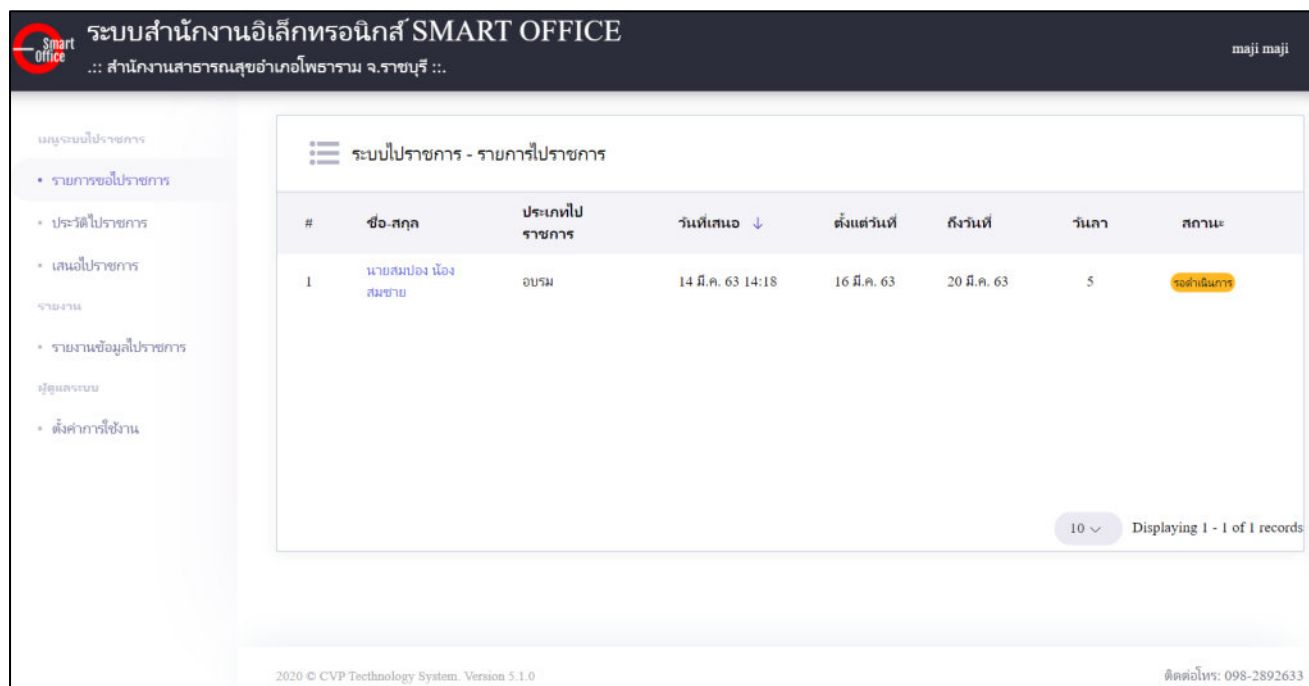 Smart
Office
ระบบสำนักงานอิเล็กทรอนิกส์ SMART OFFICE
.:: สำนักงานสาธารณสุขอำเภอโพธาราม จ.ราชบุรี ::.
maji maji
เมนูระบบไปราชการ
รายการขอไปราชการ
ประวัติไปราชการ
เสนอไปราชการ
รายงาน
รายงานข้อมูลไปราชการ
ผู้ดูแลระบบ
ตั้งค่าการใช้งาน
ระบบไปราชการ - รายการไปราชการ
# ชื่อ-สกุล ประเภทไป วันที่เสนอ ↓ ตั้งแต่วันที่ ถึงวันที่ วันลา สถานะ
ราชการ
1 นายสมปอง น้อง อบรม 14 มี.ค. 63 14:18 16 มี.ค. 63 20 มี.ค. 63 5 รอดำเนินการ
สมชาย
10 Displaying 1 - 1 of 1 records
2020 © CVP Tecthnology System. Version 5.1.0
ติดต่อโทร: 098-2892633